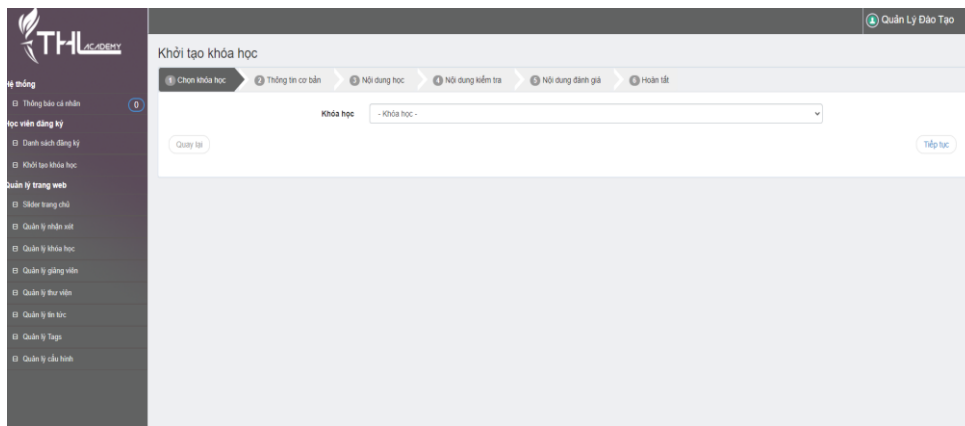 THL ACADEMY
Quản Lý Đào Tạo
Khởi tạo khóa học
1 Chọn khóa học 2 Thông tin cơ bản 3 Nội dung học 4 Nội dung kiểm tra 5 Nội dung đánh giá 6 Hoàn tất
Khóa học - Khóa học -
Quay lại Tiếp tục
Hệ thống
Thông báo cá nhân 0
Học viên đăng ký
Danh sách đăng ký
Khởi tạo khóa học
Quản lý trang web
Slider trang chủ
Quản lý nhận xét
Quản lý khóa học
Quản lý giảng viên
Quản lý thư viện
Quản lý tin tức
Quản lý Tags
Quản lý cấu hình